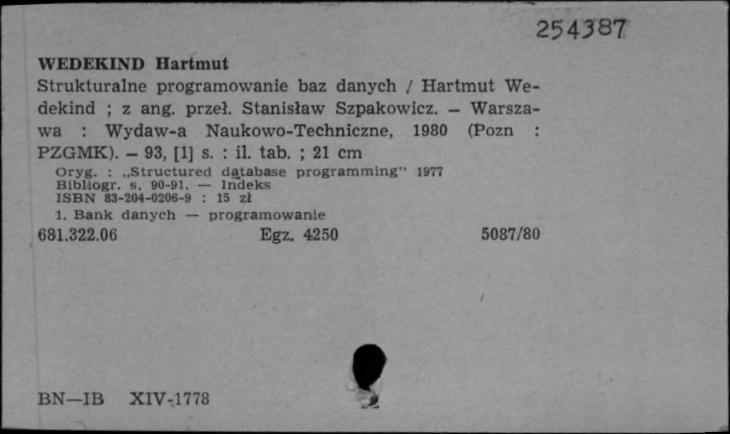 254387
WEDEKIND Hartmut
Strukturalne programowanie baz danych / Hartmut We-
dekind ; z ang. przeł. Stanisław Szpakowicz. — Warsza-
wa : Wydaw-a Naukowo-Techniczne, 1980 (Pozn :
PZGMK). — 93, [1] s. : il. tab. ; 21 cm
Oryg. : „Structured database programming” 1977
Bibliogr. s. 90-91. — Indeks
ISBN 83-204-0206-9 : 15 zł
1. Bank danych — programowanie
681.322.06 Egz. 4250 5087/80
BN—IB XIV-1778